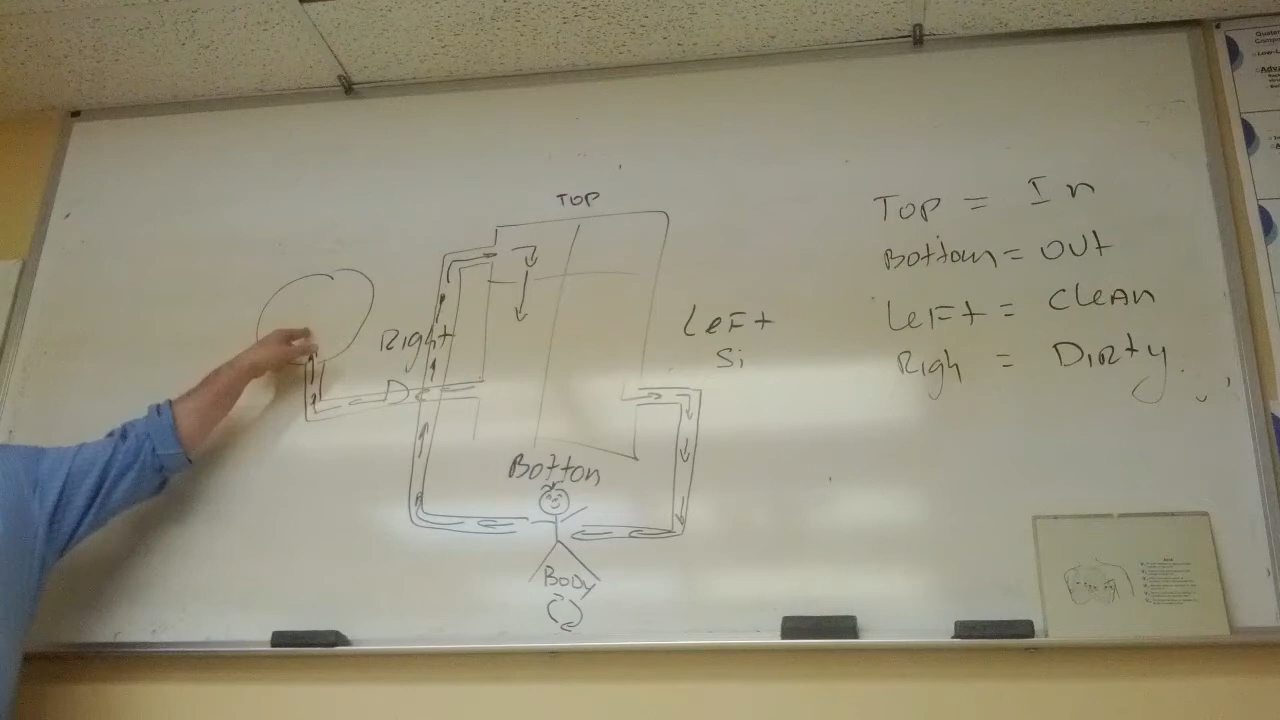 TOP
Right
LeFt
Si
D
Botton
Body
Top = In
Bottom = out
LeFt = CleAn
Righ = Dirty